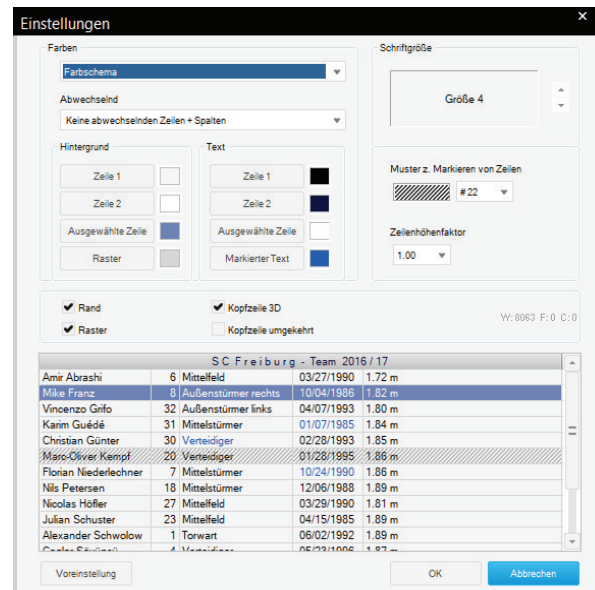 Einstellungen
×
Farben
Farbschema
Abwechselnd
Keine abwechselnden Zeilen + Spalten
Hintergrund
Zeile 1
Zeile 2
Ausgewählte Zeile
Raster
Text
Zeile 1
Zeile 2
Ausgewählte Zeile
Markierter Text
Schriftgröße
Größe 4
Muster z. Markieren von Zeilen
#22
Zeilenhöhenfaktor
1.00
Rand
Kopfzeile 3D
Raster
Kopfzeile umgekehrt
W:8063 F:0 C:0
SC Freiburg - Team 2016/17
Amir Abrashi 6 Mittelfeld 03/27/1990 1.72 m
Mike Franz 8 Außenstürmer rechts 10/04/1986 1.82 m
Vincenzo Grifo 32 Außenstürmer links 04/07/1993 1.80 m
Karim Guédé 31 Mittelstürmer 01/07/1985 1.84 m
Christian Günter 30 Verteidiger 02/28/1993 1.85 m
Marc-Oliver Kempf 20 Verteidiger 01/28/1995 1.86 m
Florian Niederlechner 7 Mittelstürmer 10/24/1990 1.86 m
Nils Petersen 18 Mittelstürmer 12/06/1988 1.89 m
Nicolas Höfler 27 Mittelfeld 03/29/1990 1.81 m
Julian Schuster 23 Mittelfeld 04/15/1985 1.89 m
Alexander Schwolow 1 Torwart 06/02/1992 1.89 m
4 Verteidiger 05/23/1996 1.87 m
Voreinstellung
OK
Abbrechen